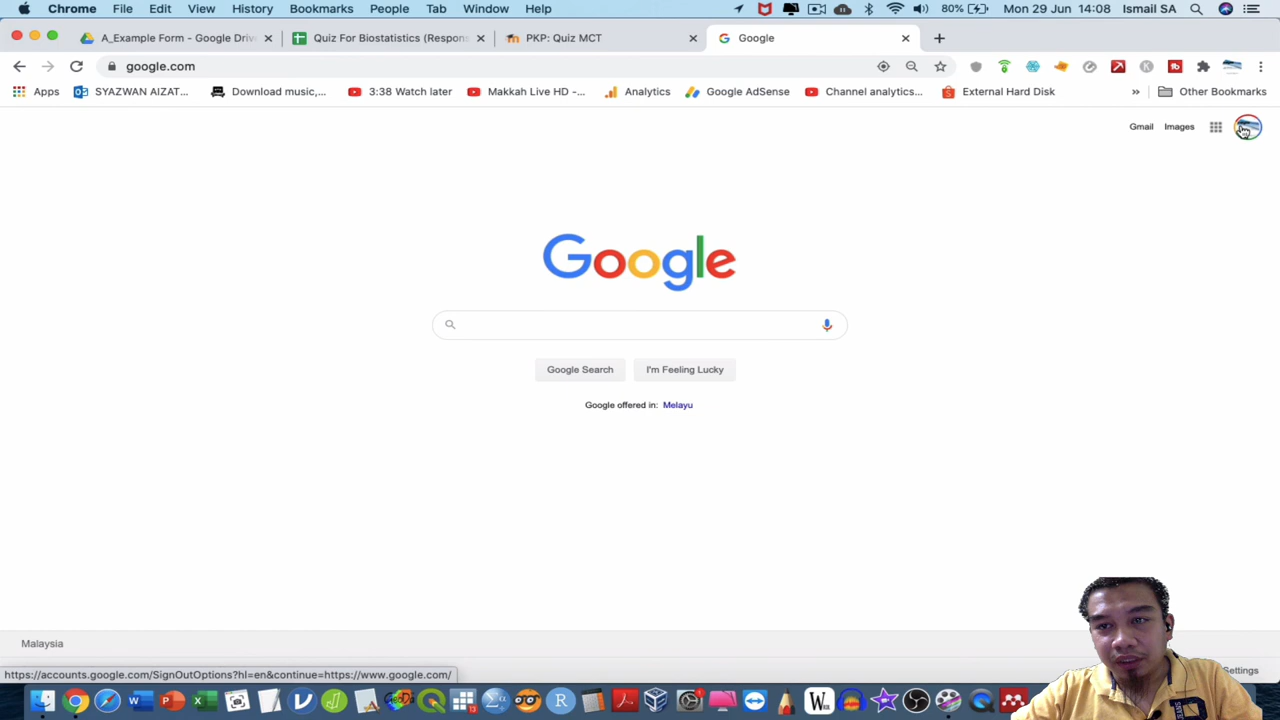 Chrome File Edit View History Bookmarks People Tab Window Help 80% Mon 29 Jun 14:08 Ismail SA
A_Example Form - Google Driv Quiz For Biostatistics (Respon PKP: Quiz MCT Google
google.com
Apps SYAZWAN AIZAT... Download music,... 3:38 Watch later Makkah Live HD -... Analytics Google AdSense Channel analytics... External Hard Disk » Other Bookmarks
Gmail Images
Google
Google Search I'm Feeling Lucky
Google offered in: Melayu
Malaysia
https://accounts.google.com/SignOutOptions?hl=en&continue=https://www.google.com/ Settings